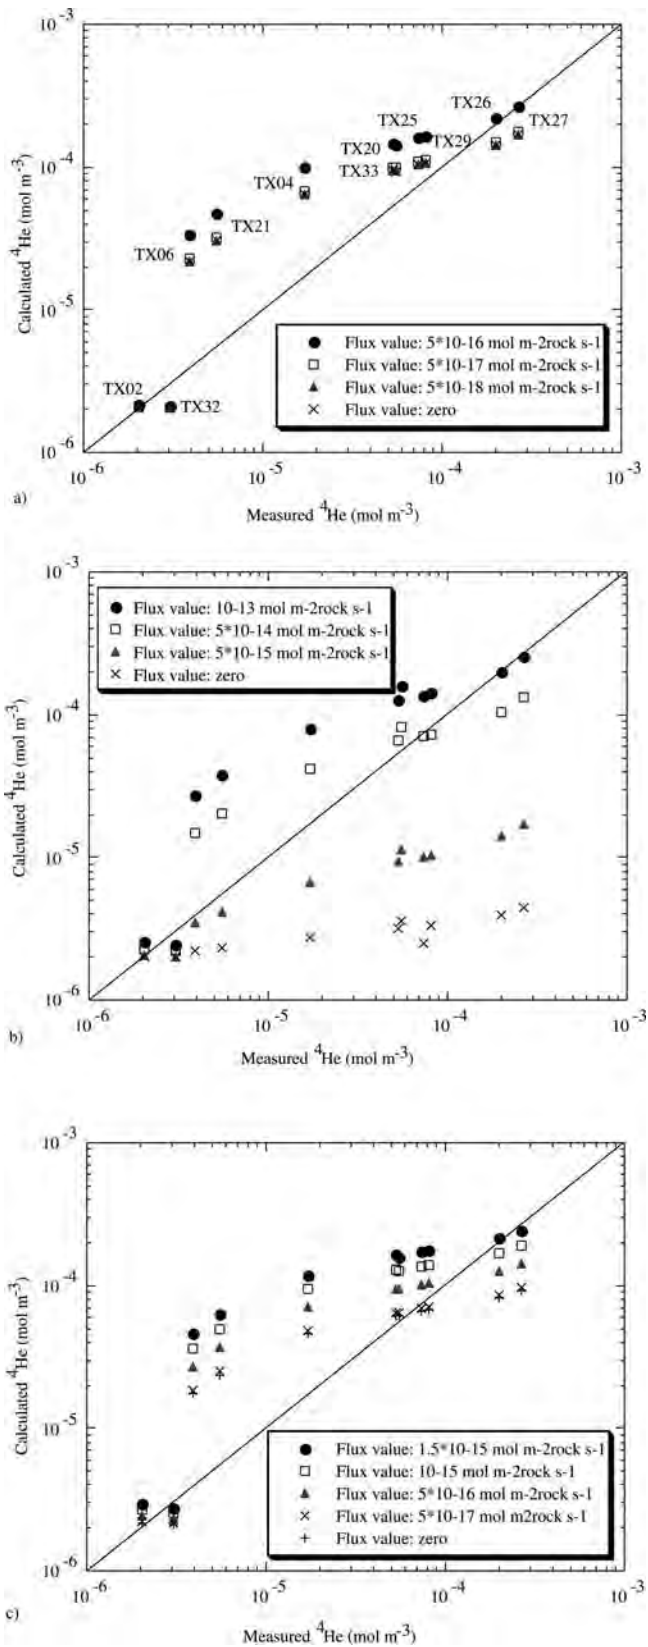 10-3
TX26
TX25
TX27
TX20
TX29
10-4
TX33
TX04
TX21
TX06
Calculated 4He (mol m-3)
10-5
Flux value: 5*10-16 mol m-2rock s-1
Flux value: 5*10-17 mol m-2rock s-1
Flux value: 5*10-18 mol m-2rock s-1
Flux value: zero
TX02
TX32
10-6
10-6 10-5 10-4 10-3
a)
Measured 4He (mol m-3)
10-3
Flux value: 10-13 mol m-2rock s-1
Flux value: 5*10-14 mol m-2rock s-1
Flux value: 5*10-15 mol m-2rock s-1
Flux value: zero
10-4
Calculated 4He (mol m-3)
10-5
10-6
10-6 10-5 10-4 10-3
b)
Measured 4He (mol m-3)
10-3
10-4
Calculated 4He (mol m-3)
10-5
Flux value: 1.5*10-15 mol m-2rock s-1
Flux value: 10-15 mol m-2rock s-1
Flux value: 5*10-16 mol m-2rock s-1
Flux value: 5*10-17 mol m2rock s-1
Flux value: zero
10-6
10-6 10-5 10-4 10-3
c)
Measured 4He (mol m-3)